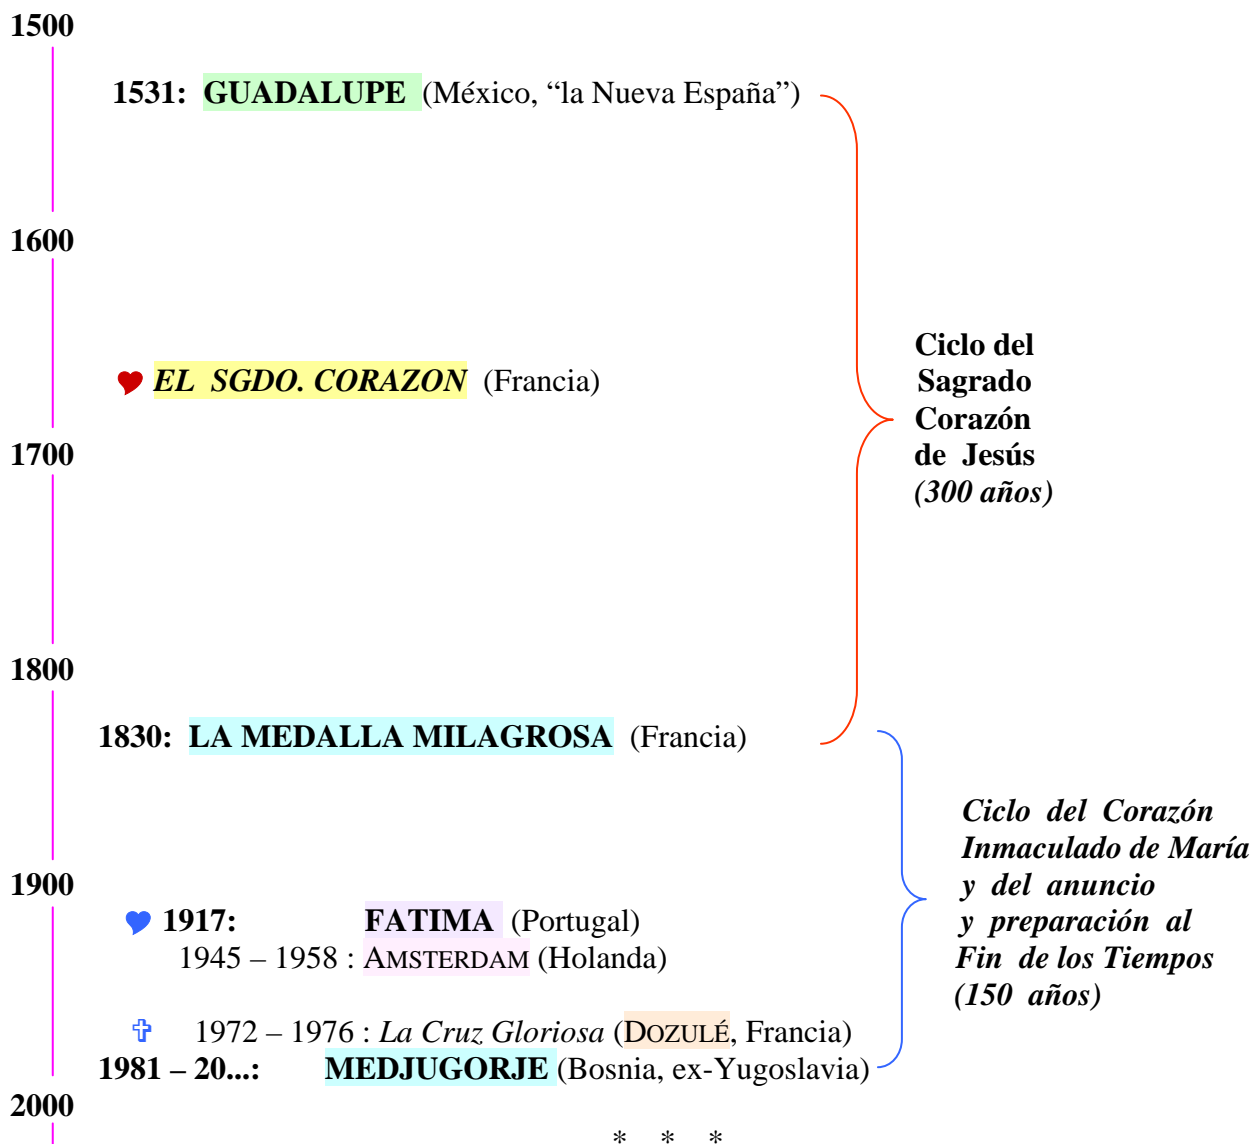 1500
1531: GUADALUPE (México, “la Nueva España”)
1600
Ciclo del
Sagrado
Corazón
de Jesús
(300 años)
EL SGDO. CORAZON (Francia)
1700
1800
1830: LA MEDALLA MILAGROSA (Francia)
Ciclo del Corazón
Inmaculado de María
y del anuncio
y preparación al
Fin de los Tiempos
(150 años)
1900
1917: FATIMA (Portugal)
1945 – 1958 : AMSTERDAM (Holanda)
1972 – 1976 : La Cruz Gloriosa (DOZULÉ, Francia)
1981 – 20...: MEDJUGORJE (Bosnia, ex-Yugoslavia)
2000
* * *